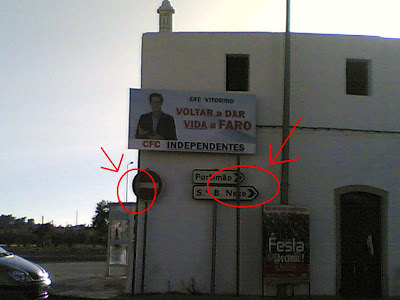 CFC VITORINO
VOLTAR a DAR
VIDA a FARO
CFC INDEPENDENTES
Portimão
S. B. Nexe
Festa